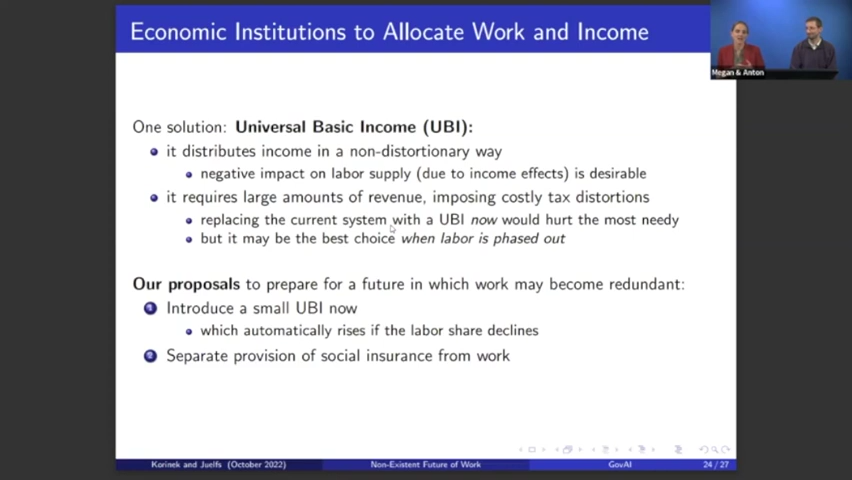 Economic Institutions to Allocate Work and Income
Megan & Anton
One solution: Universal Basic Income (UBI):
it distributes income in a non-distortionary way
negative impact on labor supply (due to income effects) is desirable
it requires large amounts of revenue, imposing costly tax distortions
replacing the current system with a UBI now would hurt the most needy
but it may be the best choice when labor is phased out
Our proposals to prepare for a future in which work may become redundant:
1 Introduce a small UBI now
which automatically rises if the labor share declines
2 Separate provision of social insurance from work
Korinek and Juelfs (October 2022) Non-Existent Future of Work GovAI 24 / 27